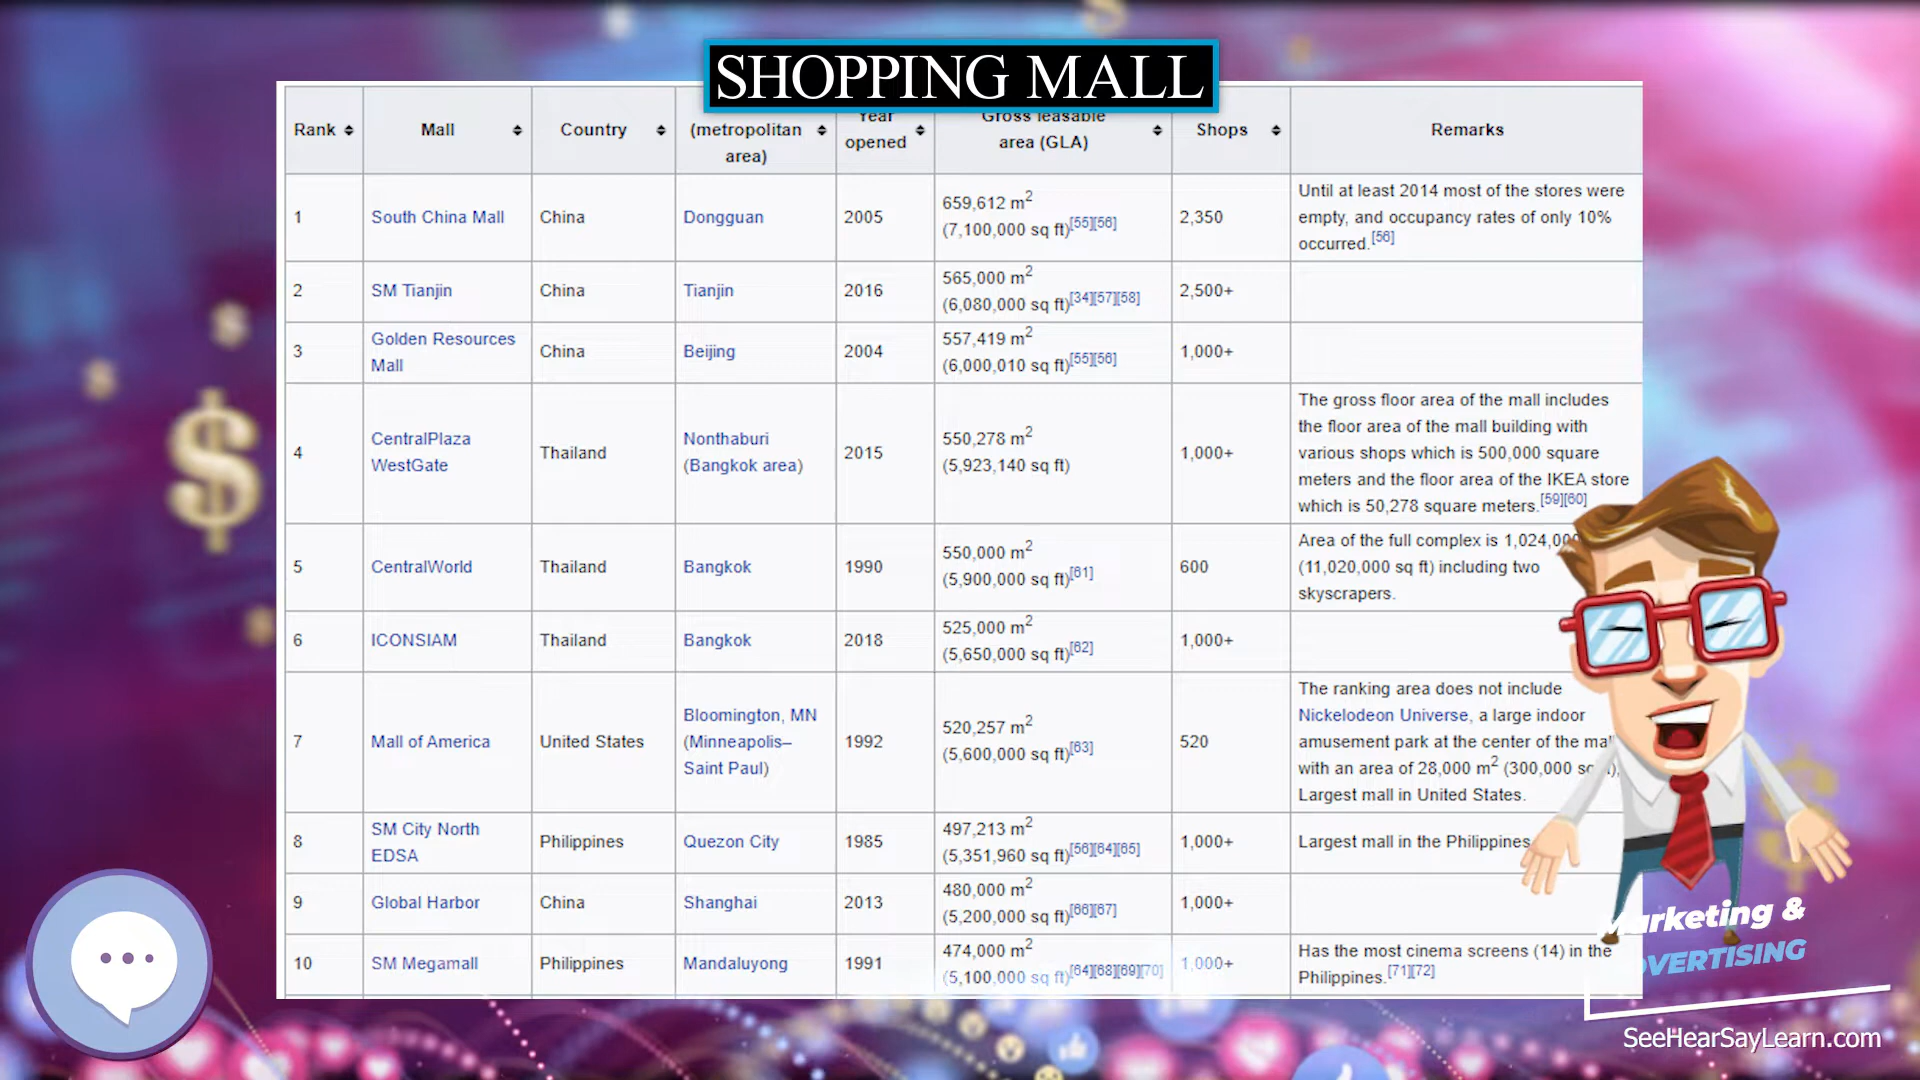 SHOPPING MALL
Rank Mall Country (metropolitan area) Year opened Gross leasable area (GLA) Shops Remarks
1 South China Mall China Dongguan 2005 659,612 m2 (7,100,000 sq ft)[55][56] 2,350 Until at least 2014 most of the stores were empty, and occupancy rates of only 10% occurred.[56]
2 SM Tianjin China Tianjin 2016 565,000 m2 (6,080,000 sq ft)[34][57][58] 2,500+
3 Golden Resources Mall China Beijing 2004 557,419 m2 (6,000,010 sq ft)[55][56] 1,000+
4 CentralPlaza WestGate Thailand Nonthaburi (Bangkok area) 2015 550,278 m2 (5,923,140 sq ft) 1,000+ The gross floor area of the mall includes the floor area of the mall building with various shops which is 500,000 square meters and the floor area of the IKEA store which is 50,278 square meters.[59][60]
5 CentralWorld Thailand Bangkok 1990 550,000 m2 (5,900,000 sq ft)[61] 600 Area of the full complex is (11,020,000 sq ft) including two skyscrapers.
6 ICONSIAM Thailand Bangkok 2018 525,000 m2 (5,650,000 sq ft)[62] 1,000+
7 Mall of America United States Bloomington, MN (Minneapolis–Saint Paul) 1992 520,257 m2 (5,600,000 sq ft)[63] 520 The ranking area does not include Nickelodeon Universe, a large indoor amusement park at the center of the with an area of 28,000 m2 (300,000 Largest mall in United States.
8 SM City North EDSA Philippines Quezon City 1985 497,213 m2 (5,351,960 sq ft)[56][64][65] 1,000+ Largest mall in the Philippines
9 Global Harbor China Shanghai 2013 480,000 m2 (5,200,000 sq ft)[66][67] 1,000+
10 SM Megamall Philippines Mandaluyong 1991 474,000 m2 (5,100,000 sq ft)[64][68][69][70] 1,000+ Has the most cinema screens (14) in the Philippines.[71][72]
Marketing &
ADVERTISING
SeeHearSayLearn.com